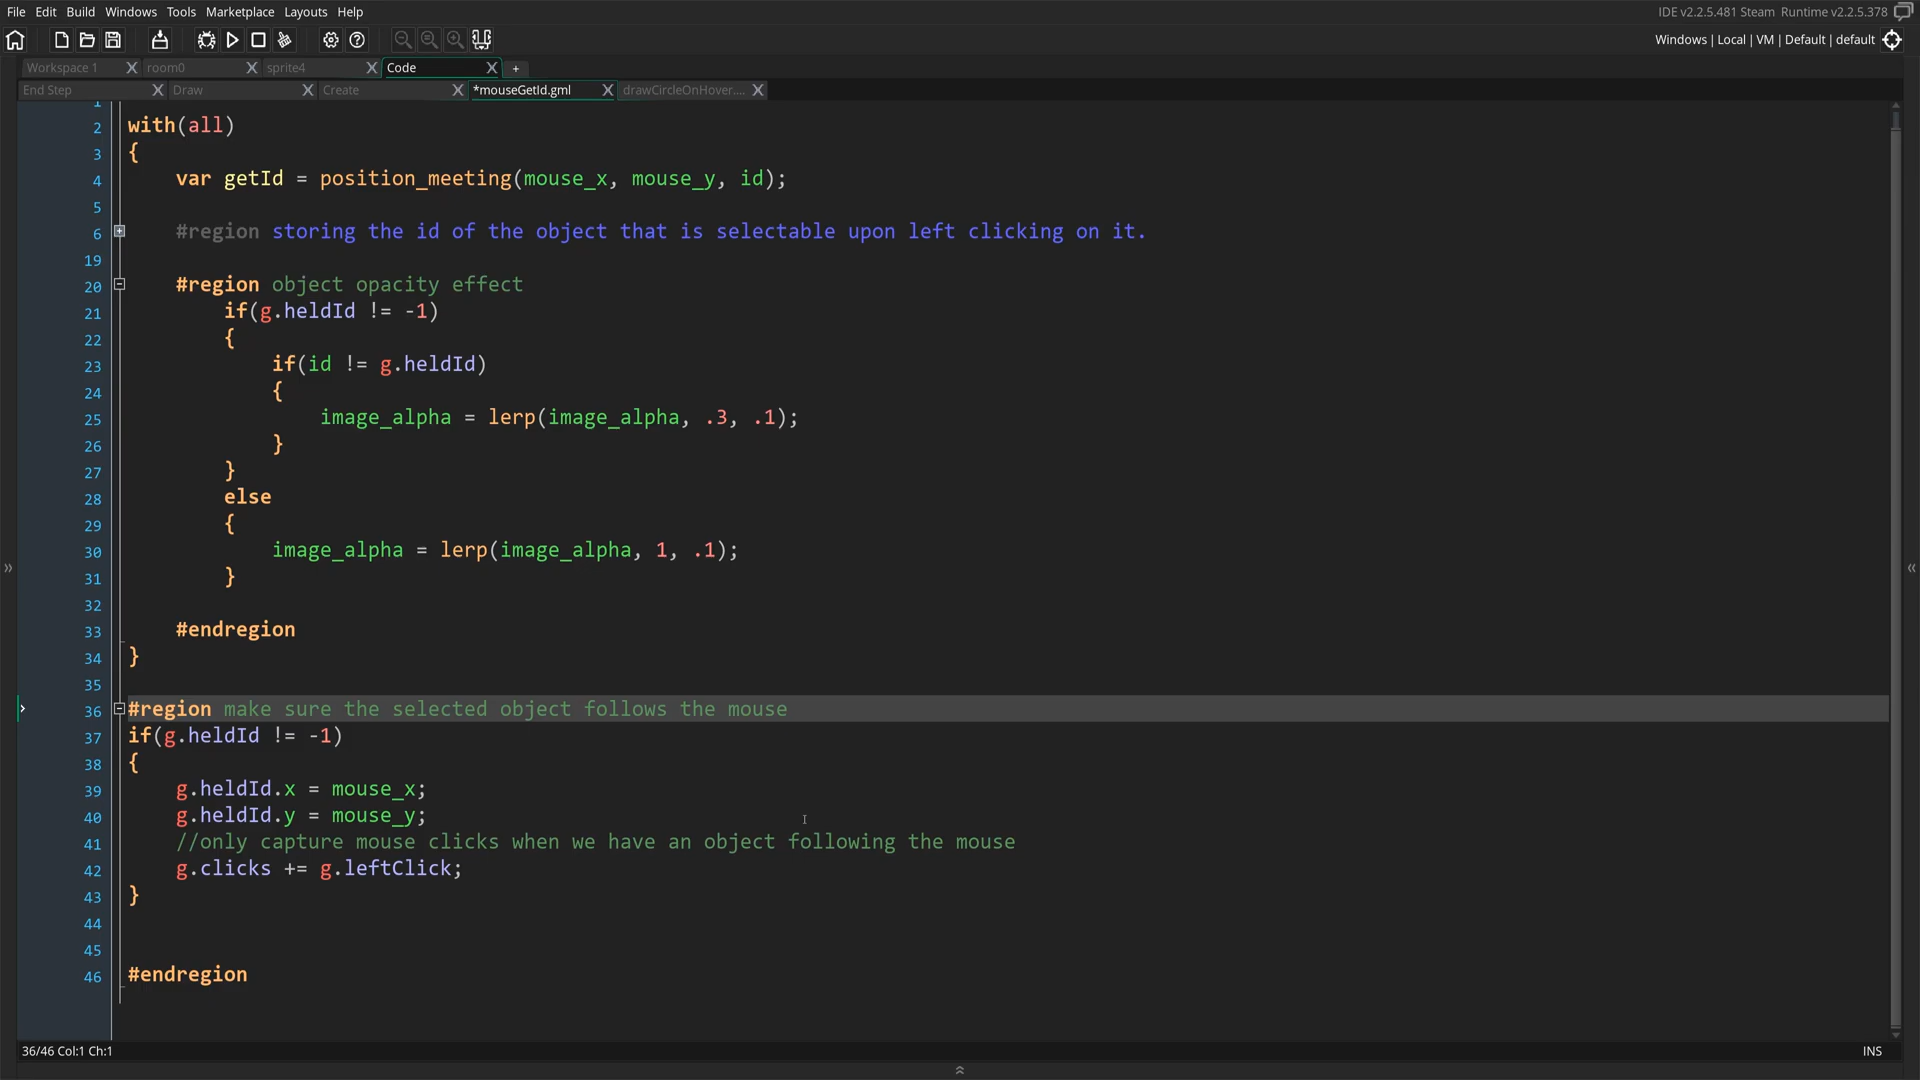 File Edit Build Windows Tools Marketplace Layouts Help
IDE v2.2.5.481 Steam Runtime v2.2.5.378
Windows | Local | VM | Default | default
Workspace 1 X room0 X sprite4 X Code X +
End Step X Draw X Create X *mouseGetId.gml X drawCircleOnHover.... X
1
2 with(all)
3 {
4 var getId = position_meeting(mouse_x, mouse_y, id);
5
6 #region storing the id of the object that is selectable upon left clicking on it.
19
20 #region object opacity effect
21 if(g.heldId != -1)
22 {
23 if(id != g.heldId)
24 {
25 image_alpha = lerp(image_alpha, .3, .1);
26 }
27 }
28 else
29 {
30 image_alpha = lerp(image_alpha, 1, .1);
31 }
32
33 #endregion
34 }
35
36 #region make sure the selected object follows the mouse
37 if(g.heldId != -1)
38 {
39 g.heldId.x = mouse_x;
40 g.heldId.y = mouse_y;
41 //only capture mouse clicks when we have an object following the mouse
42 g.clicks += g.leftClick;
43 }
44
45
46 #endregion
36/46 Col:1 Ch:1
INS